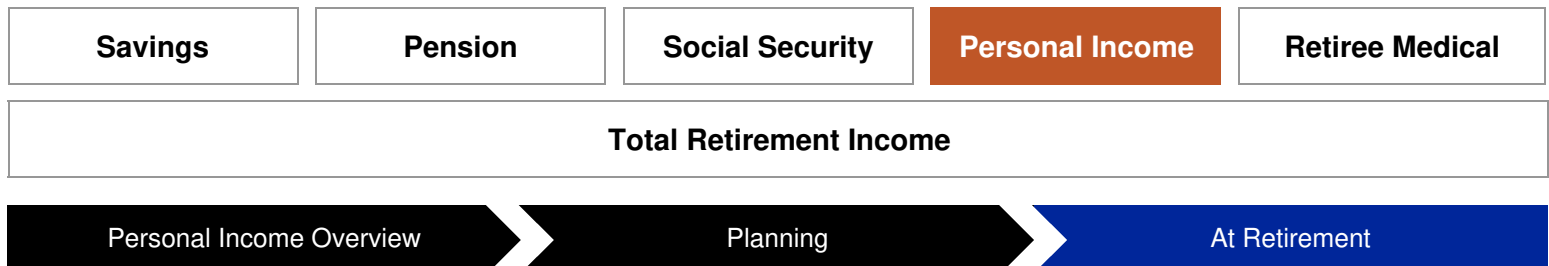 Savings Pension Social Security Personal Income Retiree Medical
Total Retirement Income
Personal Income Overview Planning At Retirement